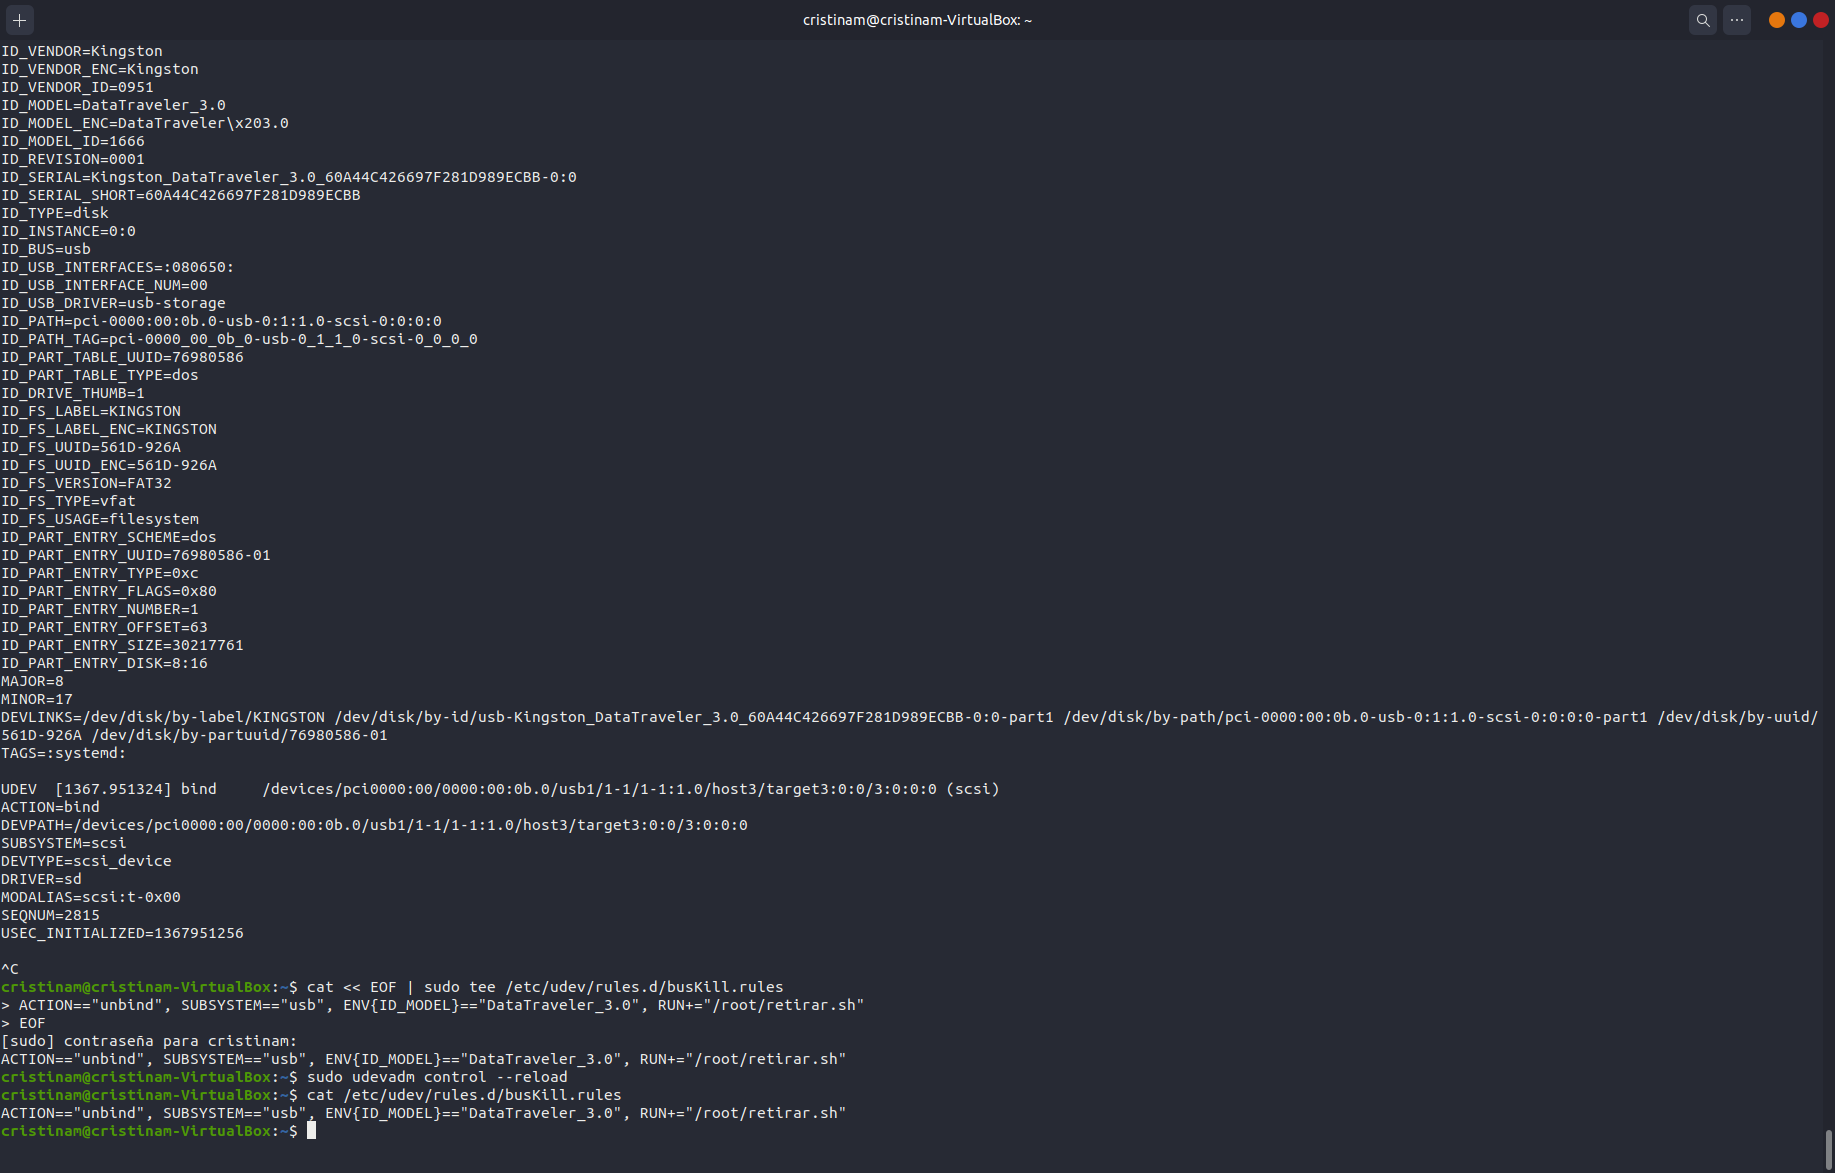 cristinam@cristinam-VirtualBox: ~
ID_VENDOR=Kingston
ID_VENDOR_ENC=Kingston
ID_VENDOR_ID=0951
ID_MODEL=DataTraveler_3.0
ID_MODEL_ENC=DataTraveler\x203.0
ID_MODEL_ID=1666
ID_REVISION=0001
ID_SERIAL=Kingston_DataTraveler_3.0_60A44C426697F281D989ECBB-0:0
ID_SERIAL_SHORT=60A44C426697F281D989ECBB
ID_TYPE=disk
ID_INSTANCE=0:0
ID_BUS=usb
ID_USB_INTERFACES=:080650:
ID_USB_INTERFACE_NUM=00
ID_USB_DRIVER=usb-storage
ID_PATH=pci-0000:00:0b.0-usb-0:1:1.0-scsi-0:0:0:0
ID_PATH_TAG=pci-0000_00_0b_0-usb-0_1_1_0-scsi-0_0_0_0
ID_PART_TABLE_UUID=76980586
ID_PART_TABLE_TYPE=dos
ID_DRIVE_THUMB=1
ID_FS_LABEL=KINGSTON
ID_FS_LABEL_ENC=KINGSTON
ID_FS_UUID=561D-926A
ID_FS_UUID_ENC=561D-926A
ID_FS_VERSION=FAT32
ID_FS_TYPE=vfat
ID_FS_USAGE=filesystem
ID_PART_ENTRY_SCHEME=dos
ID_PART_ENTRY_UUID=76980586-01
ID_PART_ENTRY_TYPE=0xc
ID_PART_ENTRY_FLAGS=0x80
ID_PART_ENTRY_NUMBER=1
ID_PART_ENTRY_OFFSET=63
ID_PART_ENTRY_SIZE=30217761
ID_PART_ENTRY_DISK=8:16
MAJOR=8
MINOR=17
DEVLINKS=/dev/disk/by-label/KINGSTON /dev/disk/by-id/usb-Kingston_DataTraveler_3.0_60A44C426697F281D989ECBB-0:0-part1 /dev/disk/by-path/pci-0000:00:0b.0-usb-0:1:1.0-scsi-0:0:0:0-part1 /dev/disk/by-uuid/
561D-926A /dev/disk/by-partuuid/76980586-01
TAGS=:systemd:
UDEV  [1367.951324] bind     /devices/pci0000:00/0000:00:0b.0/usb1/1-1/1-1:1.0/host3/target3:0:0/3:0:0:0 (scsi)
ACTION=bind
DEVPATH=/devices/pci0000:00/0000:00:0b.0/usb1/1-1/1-1:1.0/host3/target3:0:0/3:0:0:0
SUBSYSTEM=scsi
DEVTYPE=scsi_device
DRIVER=sd
MODALIAS=scsi:t-0x00
SEQNUM=2815
USEC_INITIALIZED=1367951256
^C
cristinam@cristinam-VirtualBox:~$ cat << EOF | sudo tee /etc/udev/rules.d/busKill.rules
> ACTION=="unbind", SUBSYSTEM=="usb", ENV{ID_MODEL}=="DataTraveler_3.0", RUN+="/root/retirar.sh"
> EOF
[sudo] contraseña para cristinam:
ACTION=="unbind", SUBSYSTEM=="usb", ENV{ID_MODEL}=="DataTraveler_3.0", RUN+="/root/retirar.sh"
cristinam@cristinam-VirtualBox:~$ sudo udevadm control --reload
cristinam@cristinam-VirtualBox:~$ cat /etc/udev/rules.d/busKill.rules
ACTION=="unbind", SUBSYSTEM=="usb", ENV{ID_MODEL}=="DataTraveler_3.0", RUN+="/root/retirar.sh"
cristinam@cristinam-VirtualBox:~$